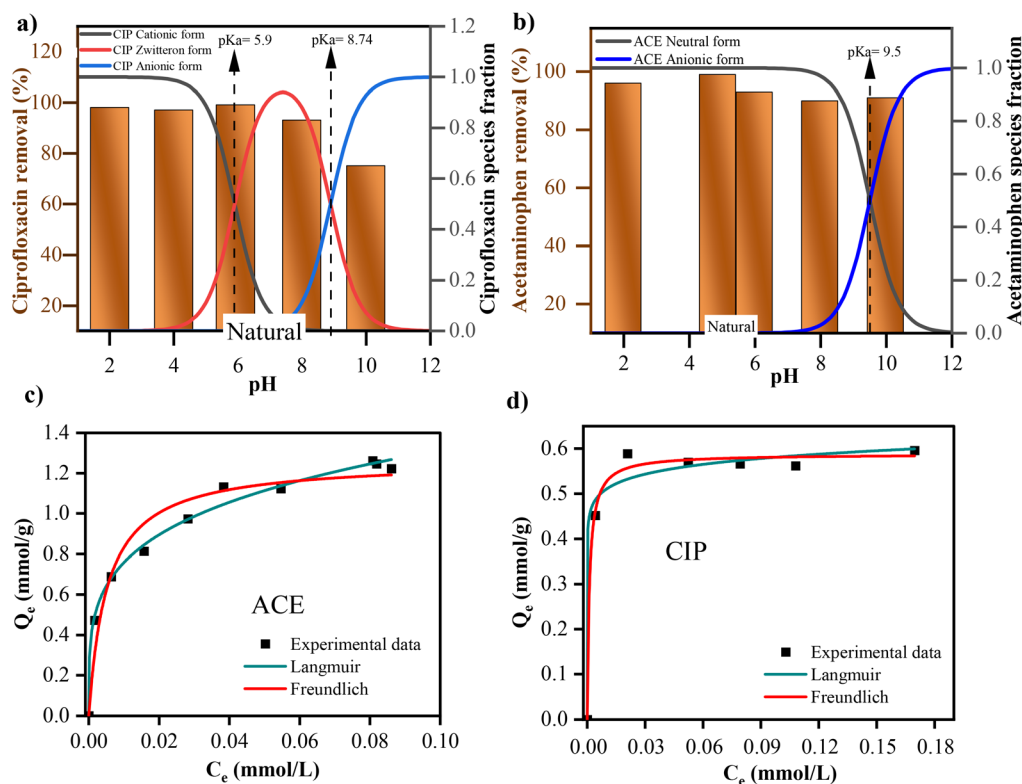 a)
CIP Cationic form
CIP Zwitteron form
CIP Anionic form
pKa= 5.9
pKa= 8.74
Ciprofloxacin removal (%)
120
100
80
60
40
20
Ciprofloxacin species fraction
1.2
1.0
0.8
0.6
0.4
0.2
0.0
Natural
2 4 6 8 10 12
pH
b)
ACE Neutral form
ACE Anionic form
pKa= 9.5
Acetaminophen removal (%)
100
80
60
40
20
Acetaminophen species fraction
1.0
0.8
0.6
0.4
0.2
0.0
Natural
2 4 6 8 10 12
pH
c)
Qe (mmol/g)
1.4
1.2
1.0
0.8
0.6
0.4
0.2
0.0
ACE
Experimental data
Langmuir
Freundlich
0.00 0.02 0.04 0.06 0.08 0.10
Ce (mmol/L)
d)
Qe (mmol/g)
0.6
0.5
0.4
0.3
0.2
0.1
0.0
CIP
Experimental data
Langmuir
Freundlich
0.00 0.03 0.06 0.09 0.12 0.15 0.18
Ce (mmol/L)